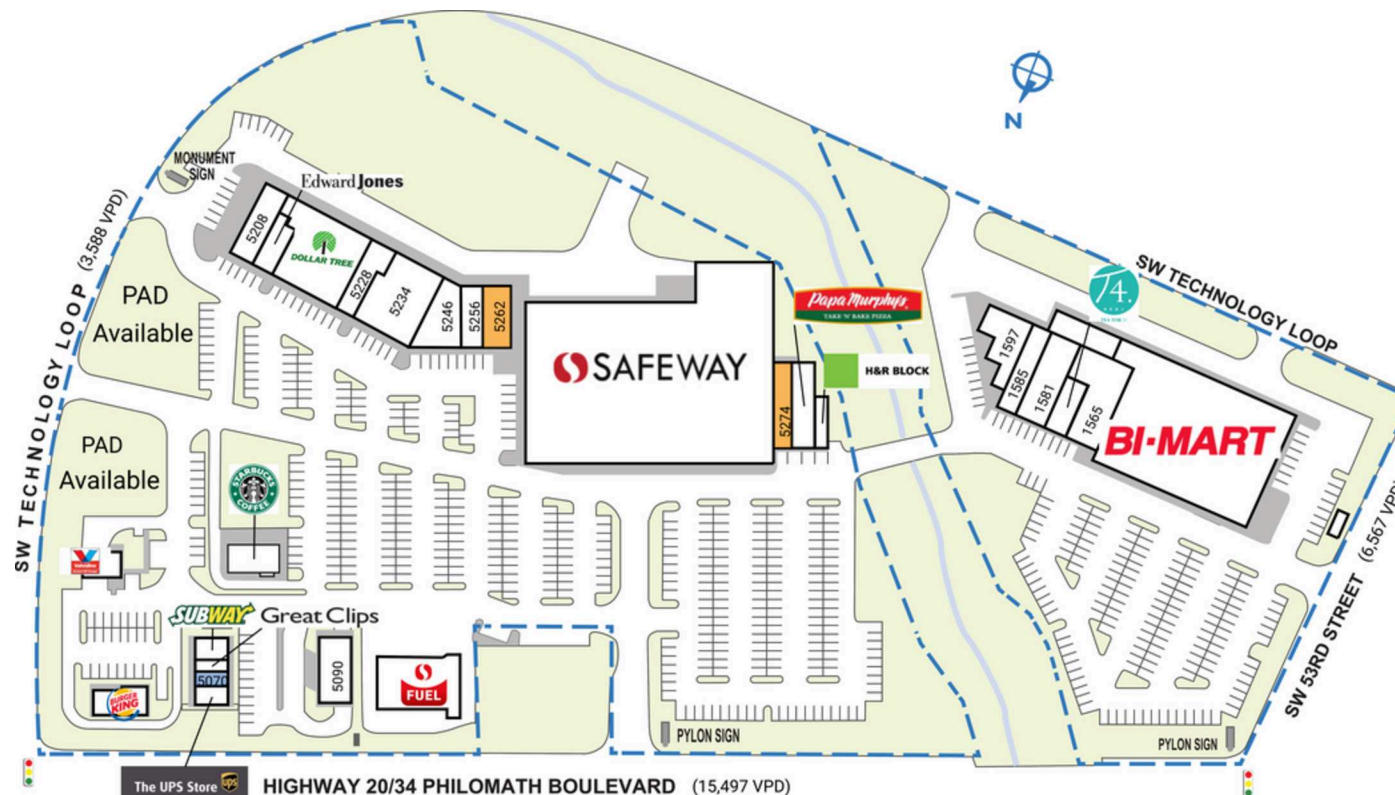 N
MONUMENT
SIGN
Edward Jones
5208
DOLLAR TREE
5228
5234
5246
5256
5262
SW TECHNOLOGY LOOP (3,588 VPD)
PAD
Available
PAD
Available
SAFEWAY
Papa Murphy's
TAKE 'N' BAKE PIZZA
H&R BLOCK
5274
SW TECHNOLOGY LOOP
T4.
1597
1585
1581
1565
BI-MART
STARBUCKS
COFFEE
Valvoline
SUBWAY
Great Clips
5070
5090
FUEL
BURGER
KING
PYLON SIGN
PYLON SIGN
SW 53RD STREET (6,567 VPD)
The UPS Store ups
HIGHWAY 20/34 PHILOMATH BOULEVARD (15,497 VPD)